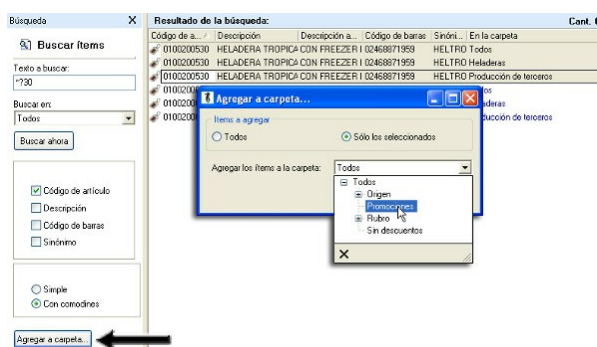 Búsqueda X
Buscar ítems
Texto a buscar:
*?30
Buscar en:
Todos
Buscar ahora
Código de artículo
Descripción
Código de barras
Sinónimo
Simple
Con comodines
Agregar a carpeta...
Resultado de la búsqueda: Cant.
Código de a... Descripción Descripción a... Código de barras Sinóni... En la carpeta
0100200530 HELADERA TROPICA CON FREEZER I 02468871959 HELTRO Todos
0100200530 HELADERA TROPICA CON FREEZER I 02468871959 HELTRO Heladeras
0100200530 HELADERA TROPICA CON FREEZER I 02468871959 HELTRO Producción de terceros
Agregar a carpeta...
Items a agregar
Todos Sólo los seleccionados
Agregar los ítems a la carpeta: Todos
Todos
Origen
Promociones
Rubro
Sin descuentos